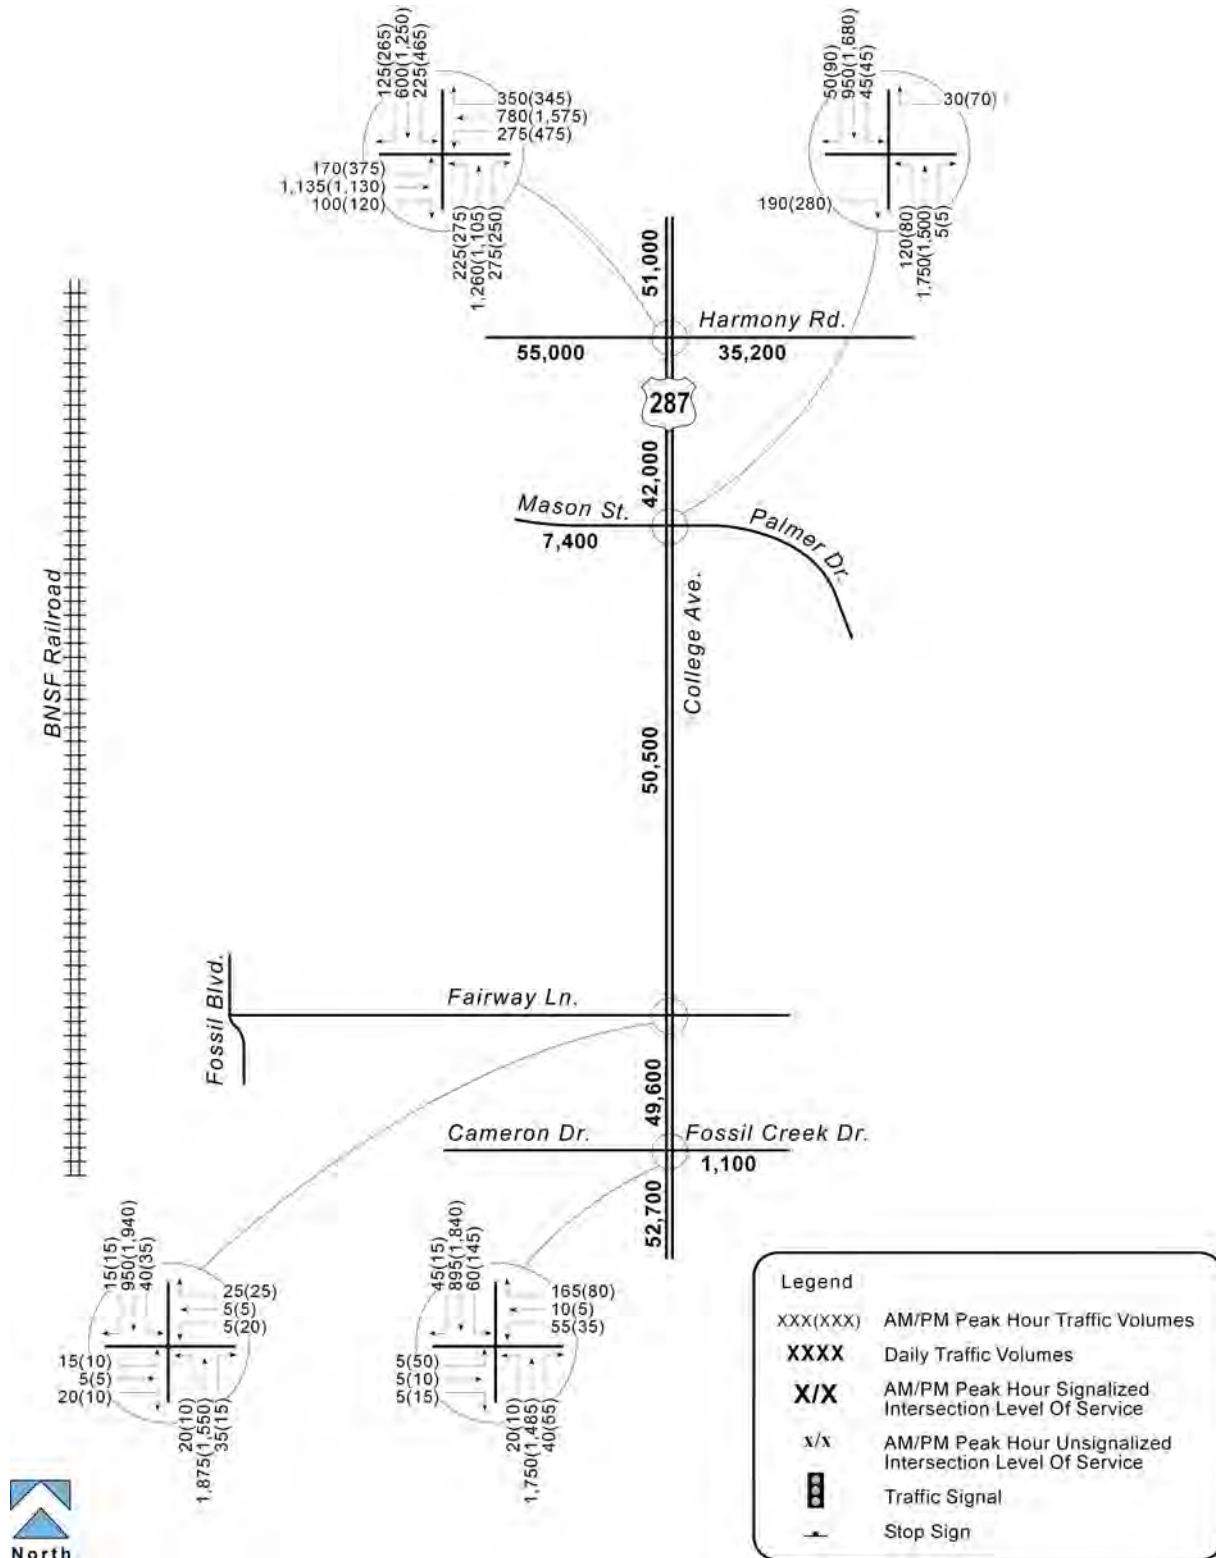 125(265)
600(1,250)
225(465)
350(345)
780(1,575)
275(475)
170(375)
1,135(1,130)
100(120)
225(275)
1,260(1,105)
275(250)
50(90)
950(1,680)
45(45)
30(70)
190(280)
120(80)
1,750(1,500)
5(5)
51,000
Harmony Rd.
55,000
35,200
287
42,000
Mason St.
7,400
Palmer Dr.
College Ave.
BNSF Railroad
50,500
Fossil Blvd.
Fairway Ln.
49,600
Cameron Dr.
Fossil Creek Dr.
1,100
52,700
15(15)
950(1,940)
40(35)
25(25)
5(5)
5(20)
15(10)
5(5)
20(10)
20(10)
1,875(1,550)
35(15)
45(15)
895(1,840)
60(145)
165(80)
10(5)
55(35)
5(50)
5(10)
5(15)
20(10)
1,750(1,485)
40(55)
Legend
XXX(XXX) AM/PM Peak Hour Traffic Volumes
XXXX Daily Traffic Volumes
X/X AM/PM Peak Hour Signalized
Intersection Level Of Service
x/x AM/PM Peak Hour Unsignalized
Intersection Level Of Service
Traffic Signal
Stop Sign
North